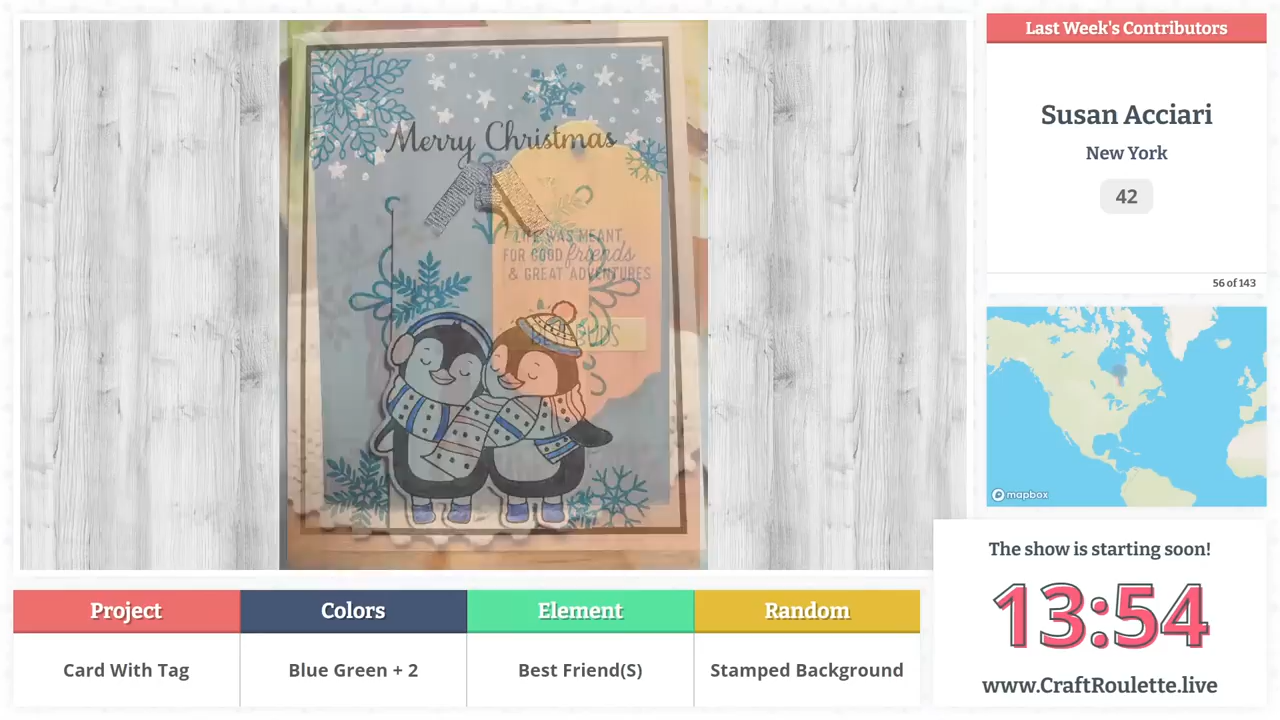 Last Week's Contributors
Susan Acciari
New York
42
56 of 143
Merry Christmas
LIFE WAS MEANT
FOR GOOD friends
& GREAT ADVENTURES
BEST BUDS
mapbox
The show is starting soon!
13:54
www.CraftRoulette.live
Project
Colors
Element
Random
Card With Tag
Blue Green + 2
Best Friend(S)
Stamped Background